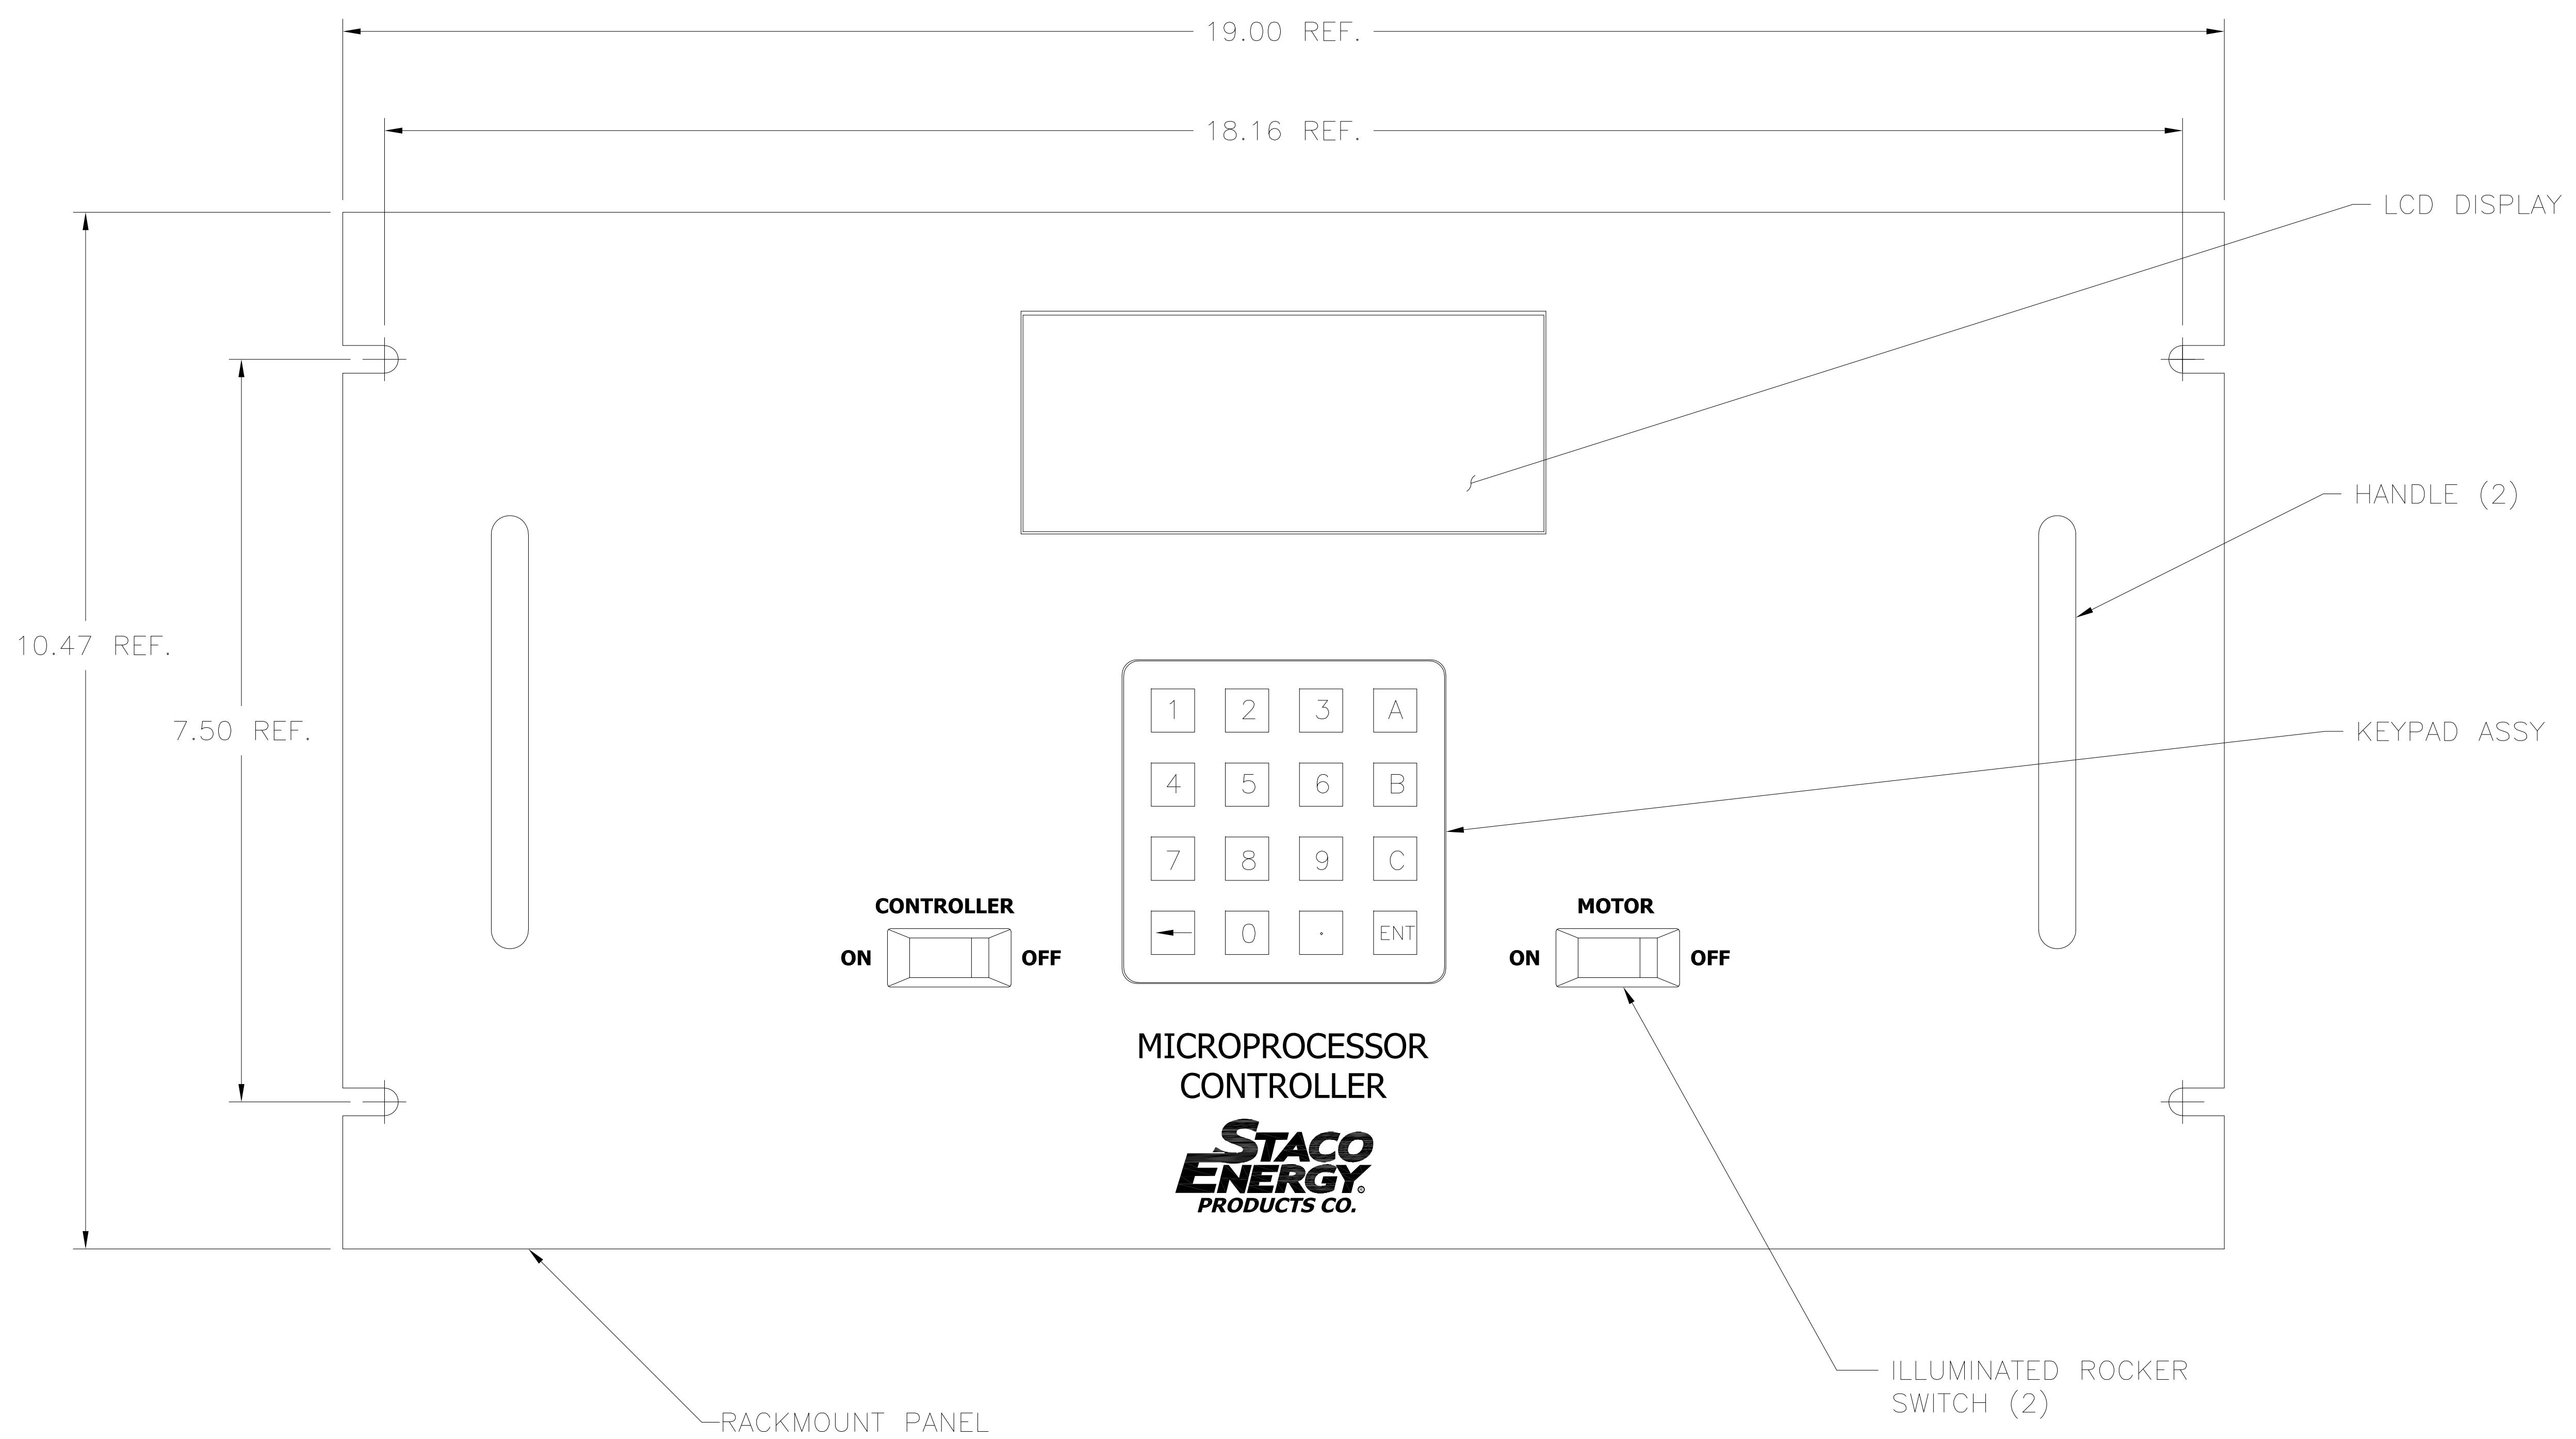 19.00 REF.
18.16 REF.
LCD DISPLAY
HANDLE (2)
10.47 REF.
7.50 REF.
KEYPAD ASSY
1 2 3 A
4 5 6 B
7 8 9 C
0 . ENT
CONTROLLER
ON OFF
MOTOR
ON OFF
MICROPROCESSOR
CONTROLLER
STACO
ENERGY®
PRODUCTS CO.
ILLUMINATED ROCKER
SWITCH (2)
RACKMOUNT PANEL